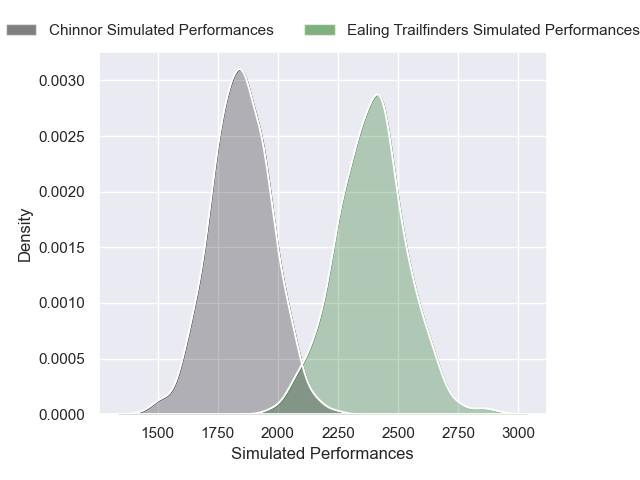 Chinnor Simulated Performances
Ealing Trailfinders Simulated Performances
0.0030
0.0025
0.0020
0.0015
0.0010
0.0005
0.0000
Density
1500 1750 2000 2250 2500 2750 3000
Simulated Performances